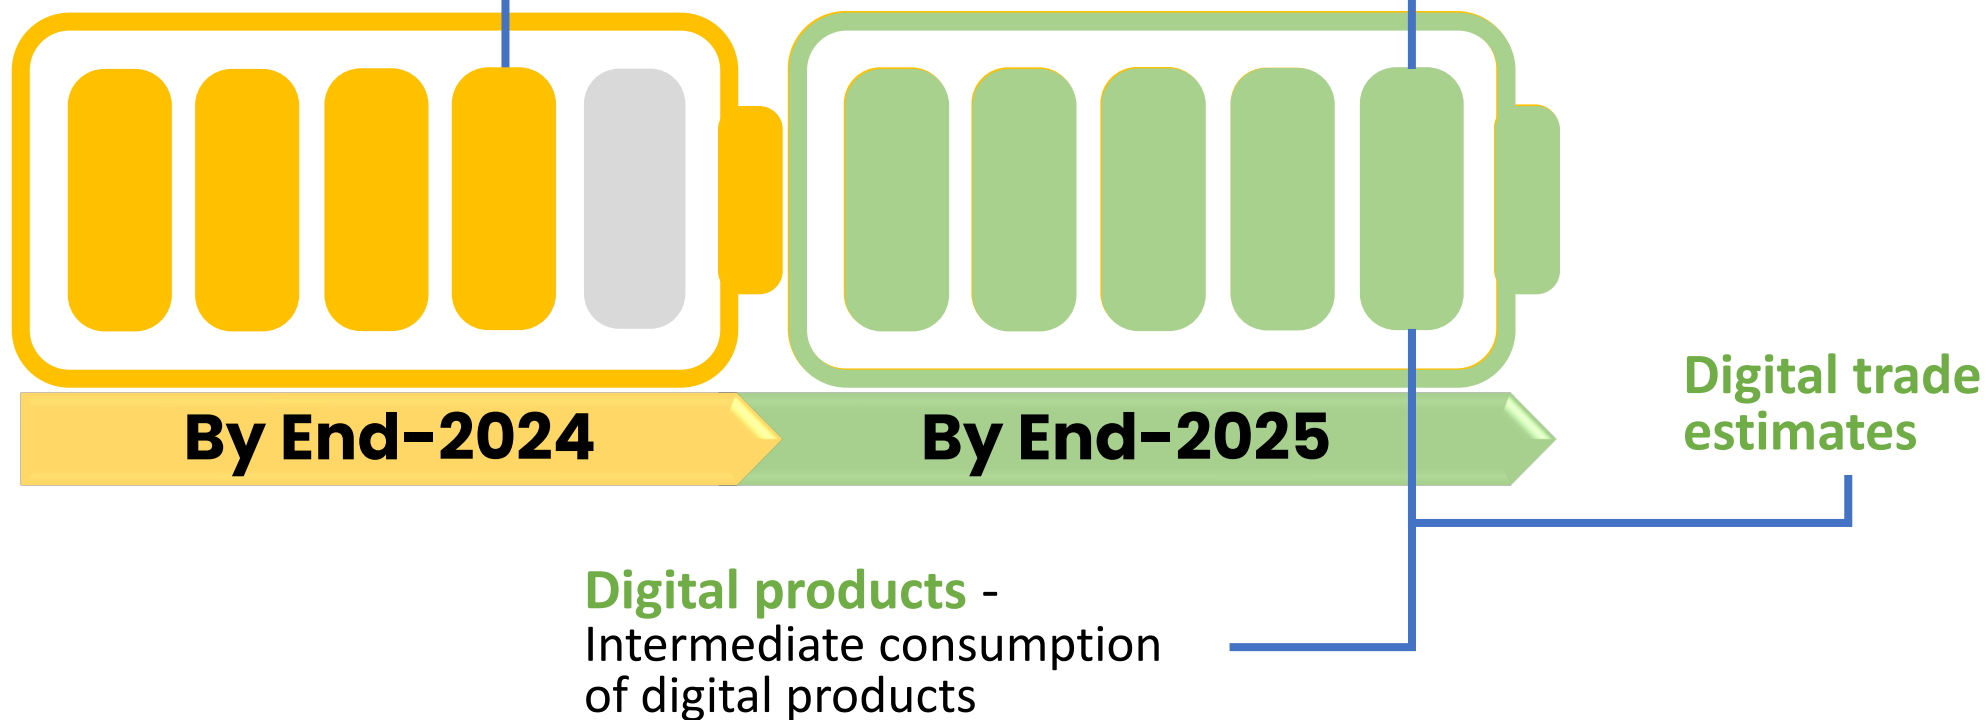 By End-2024
By End-2025
Digital trade
estimates
Digital products -
Intermediate consumption
of digital products